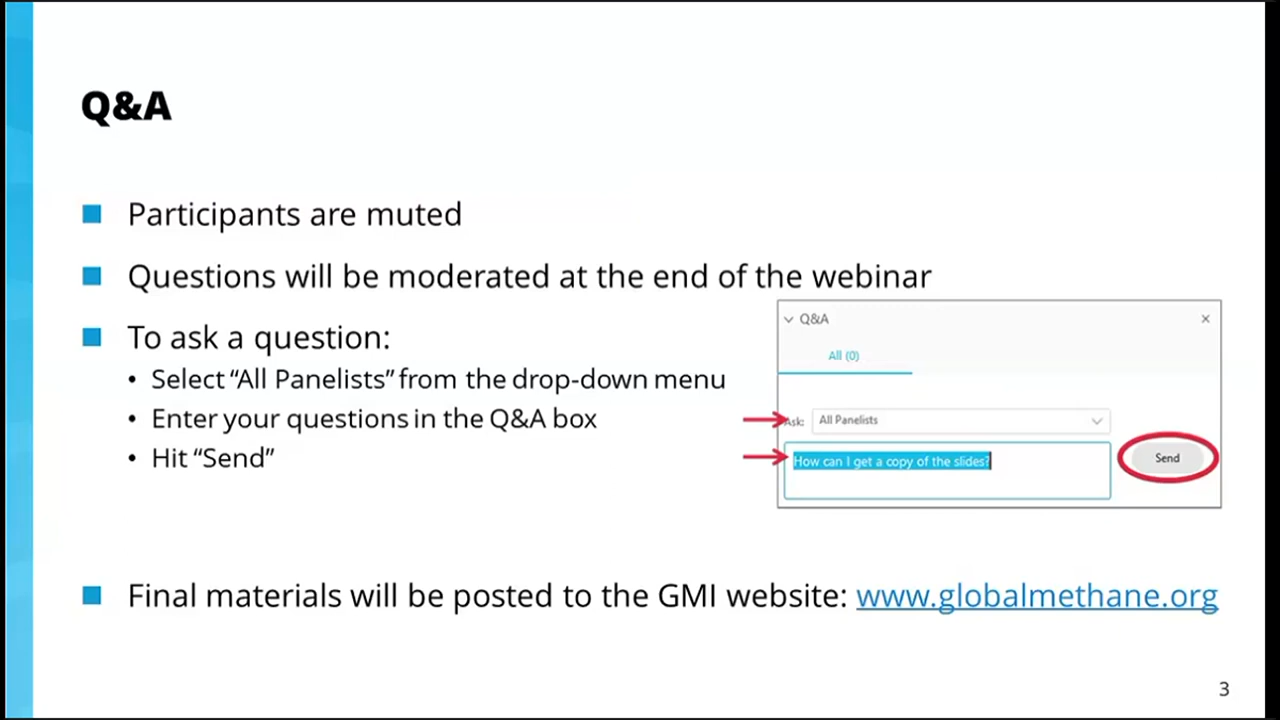 Q&A
Participants are muted
Questions will be moderated at the end of the webinar
To ask a question:
• Select “All Panelists” from the drop-down menu
• Enter your questions in the Q&A box
• Hit “Send”
Q&A
All (0)
Ask: All Panelists
How can I get a copy of the slides?
Send
Final materials will be posted to the GMI website: www.globalmethane.org
3